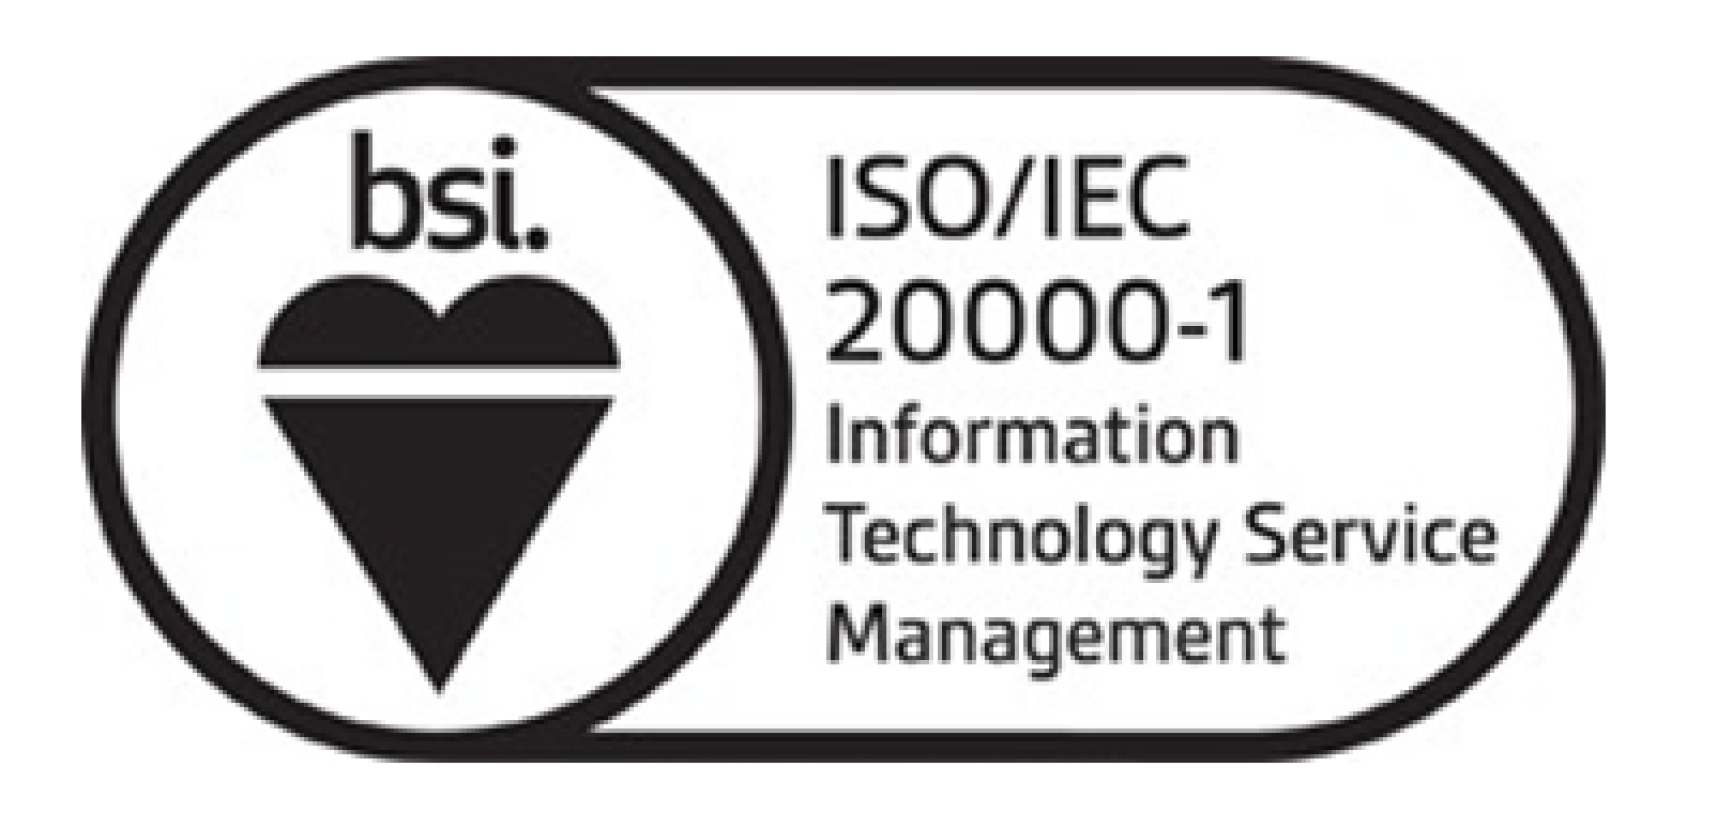 bsi.
ISO/IEC
20000-1
Information
Technology Service
Management